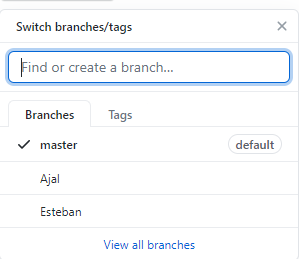 Switch branches/tags
Find or create a branch...
Branches Tags
master default
Ajal
Esteban
View all branches